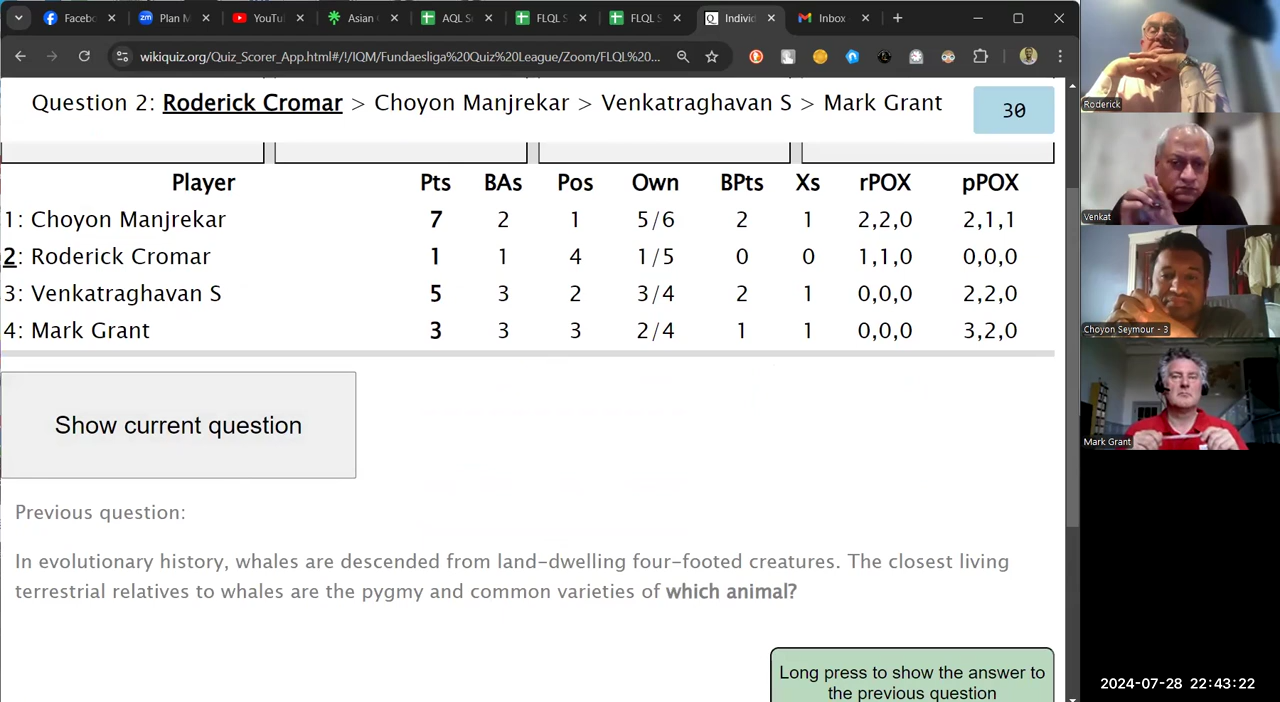 Facebo
Plan M
YouTu
Asian
AQL S
FLQL S
FLQL S
Individ
Inbox
wikiquiz.org/Quiz_Scorer_App.html#/!/IQM/Fundaesliga%20Quiz%20League/Zoom/FLQL%20...
Question 2: Roderick Cromar > Choyon Manjrekar > Venkatraghavan S > Mark Grant
30
Player Pts BAs Pos Own BPts Xs rPOX pPOX
1: Choyon Manjrekar 7 2 1 5/6 2 1 2,2,0 2,1,1
2: Roderick Cromar 1 1 4 1/5 0 0 1,1,0 0,0,0
3: Venkatraghavan S 5 3 2 3/4 2 1 0,0,0 2,2,0
4: Mark Grant 3 3 3 2/4 1 1 0,0,0 3,2,0
Show current question
Previous question:
In evolutionary history, whales are descended from land-dwelling four-footed creatures. The closest living
terrestrial relatives to whales are the pygmy and common varieties of which animal?
Long press to show the answer to
the previous question
Roderick
Venkat
Choyon Seymour - 3
Mark Grant
2024-07-28 22:43:22